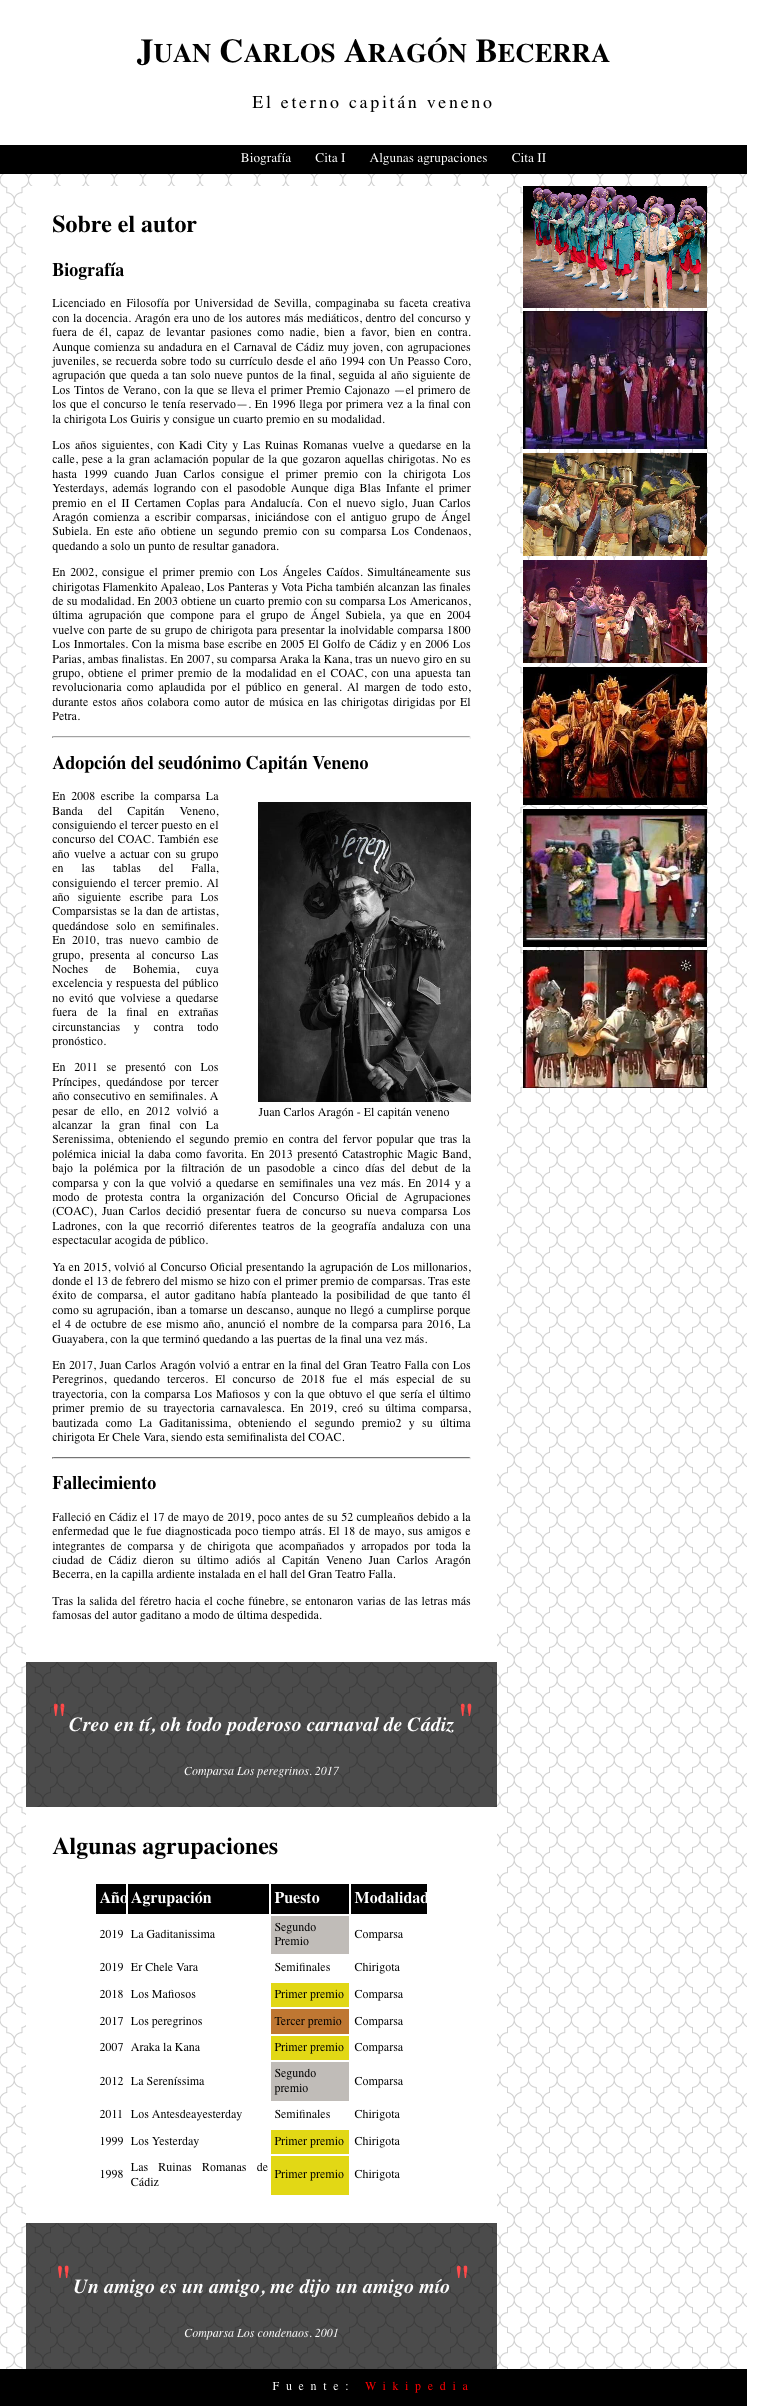 Juan Carlos Aragón Becerra
El eterno capitán veneno
Biografía Cita I Algunas agrupaciones Cita II
Sobre el autor
Biografía
Licenciado en Filosofía por Universidad de Sevilla, compaginaba su faceta creativa
con la docencia. Aragón era uno de los autores más mediáticos, dentro del concurso y
fuera de él, capaz de levantar pasiones como nadie, bien a favor, bien en contra.
Aunque comienza su andadura en el Carnaval de Cádiz muy joven, con agrupaciones
juveniles, se recuerda sobre todo su currículo desde el año 1994 con Un Peasso Coro,
agrupación que queda a tan solo nueve puntos de la final, seguida al año siguiente de
Los Tintos de Verano, con la que se lleva el primer Premio Cajonazo —el primero de
los que el concurso le tenía reservado—. En 1996 llega por primera vez a la final con
la chirigota Los Guiris y consigue un cuarto premio en su modalidad.
Los años siguientes, con Kadi City y Las Ruinas Romanas vuelve a quedarse en la
calle, pese a la gran aclamación popular de la que gozaron aquellas chirigotas. No es
hasta 1999 cuando Juan Carlos consigue el primer premio con la chirigota Los
Yesterdays, además logrando con el pasodoble Aunque diga Blas Infante el primer
premio en el II Certamen Coplas para Andalucía. Con el nuevo siglo, Juan Carlos
Aragón comienza a escribir comparsas, iniciándose con el antiguo grupo de Ángel
Subiela. En este año obtiene un segundo premio con su comparsa Los Condenaos,
quedando a solo un punto de resultar ganadora.
En 2002, consigue el primer premio con Los Ángeles Caídos. Simultáneamente sus
chirigotas Flamenkito Apaleao, Los Panteras y Vota Picha también alcanzan las finales
de su modalidad. En 2003 obtiene un cuarto premio con su comparsa Los Americanos,
última agrupación que compone para el grupo de Ángel Subiela, ya que en 2004
vuelve con parte de su grupo de chirigota para presentar la inolvidable comparsa 1800
Los Inmortales. Con la misma base escribe en 2005 El Golfo de Cádiz y en 2006 Los
Parias, ambas finalistas. En 2007, su comparsa Araka la Kana, tras un nuevo giro en su
grupo, obtiene el primer premio de la modalidad en el COAC, con una apuesta tan
revolucionaria como aplaudida por el público en general. Al margen de todo esto,
durante estos años colabora como autor de música en las chirigotas dirigidas por El
Petra.
Adopción del seudónimo Capitán Veneno
En 2008 escribe la comparsa La
Banda del Capitán Veneno,
consiguiendo el tercer puesto en el
concurso del COAC. También ese
año vuelve a actuar con su grupo
en las tablas del Falla,
consiguiendo el tercer premio. Al
año siguiente escribe para Los
Comparsistas se la dan de artistas,
quedándose solo en semifinales.
En 2010, tras nuevo cambio de
grupo, presenta al concurso Las
Noches de Bohemia, cuya
excelencia y respuesta del público
no evitó que volviese a quedarse
fuera de la final en extrañas
circunstancias y contra todo
pronóstico.
Juan Carlos Aragón - El capitán veneno
En 2011 se presentó con Los
Príncipes, quedándose por tercer
año consecutivo en semifinales. A
pesar de ello, en 2012 volvió a
alcanzar la gran final con La
Serenissima, obteniendo el segundo premio en contra del fervor popular que tras la
polémica inicial la daba como favorita. En 2013 presentó Catastrophic Magic Band,
bajo la polémica por la filtración de un pasodoble a cinco días del debut de la
comparsa y con la que volvió a quedarse en semifinales una vez más. En 2014 y a
modo de protesta contra la organización del Concurso Oficial de Agrupaciones
(COAC), Juan Carlos decidió presentar fuera de concurso su nueva comparsa Los
Ladrones, con la que recorrió diferentes teatros de la geografía andaluza con una
espectacular acogida de público.
Ya en 2015, volvió al Concurso Oficial presentando la agrupación de Los millonarios,
donde el 13 de febrero del mismo se hizo con el primer premio de comparsas. Tras este
éxito de comparsa, el autor gaditano había planteado la posibilidad de que tanto él
como su agrupación, iban a tomarse un descanso, aunque no llegó a cumplirse porque
el 4 de octubre de ese mismo año, anunció el nombre de la comparsa para 2016, La
Guayabera, con la que terminó quedando a las puertas de la final una vez más.
En 2017, Juan Carlos Aragón volvió a entrar en la final del Gran Teatro Falla con Los
Peregrinos, quedando terceros. El concurso de 2018 fue el más especial de su
trayectoria, con la comparsa Los Mafiosos y con la que obtuvo el que sería el último
primer premio de su trayectoria carnavalesca. En 2019, creó su última comparsa,
bautizada como La Gaditanissima, obteniendo el segundo premio2 y su última
chirigota Er Chele Vara, siendo esta semifinalista del COAC.
Fallecimiento
Falleció en Cádiz el 17 de mayo de 2019, poco antes de su 52 cumpleaños debido a la
enfermedad que le fue diagnosticada poco tiempo atrás. El 18 de mayo, sus amigos e
integrantes de comparsa y de chirigota que acompañados y arropados por toda la
ciudad de Cádiz dieron su último adiós al Capitán Veneno Juan Carlos Aragón
Becerra, en la capilla ardiente instalada en el hall del Gran Teatro Falla.
Tras la salida del féretro hacia el coche fúnebre, se entonaron varias de las letras más
famosas del autor gaditano a modo de última despedida.
"Creo en tí, oh todo poderoso carnaval de Cádiz"
Comparsa Los peregrinos. 2017
Algunas agrupaciones
Año Agrupación Puesto Modalidad
2019 La Gaditanissima Segundo Premio Comparsa
2019 Er Chele Vara Semifinales Chirigota
2018 Los Mafiosos Primer premio Comparsa
2017 Los peregrinos Tercer premio Comparsa
2007 Araka la Kana Primer premio Comparsa
2012 La Sereníssima Segundo premio Comparsa
2011 Los Antesdeayesterday Semifinales Chirigota
1999 Los Yesterday Primer premio Chirigota
1998 Las Ruinas Romanas de Cádiz Primer premio Chirigota
"Un amigo es un amigo, me dijo un amigo mío"
Comparsa Los condenaos. 2001
Fuente: Wikipedia